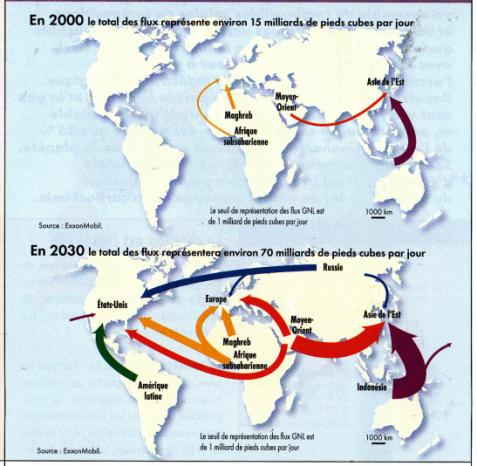 En 2000 le total des flux représente environ 15 milliards de pieds cubes par jour
Asie de l'Est
Moyen-
Orient
Maghreb
Afrique
subsaharienne
Le seuil de représentation des flux GNL est
de 1 milliard de pieds cubes par jour
1000 km
Source : ExxonMobil.
En 2030 le total des flux représentera environ 70 milliards de pieds cubes par jour
Russie
États-Unis
Europe
Moyen-
Orient
Asie de l'Est
Maghreb
Afrique
subsaharienne
Amérique
latine
Indonésie
Le seuil de représentation des flux GNL est
de 1 milliard de pieds cubes par jour
1000 km
Source : ExxonMobil.